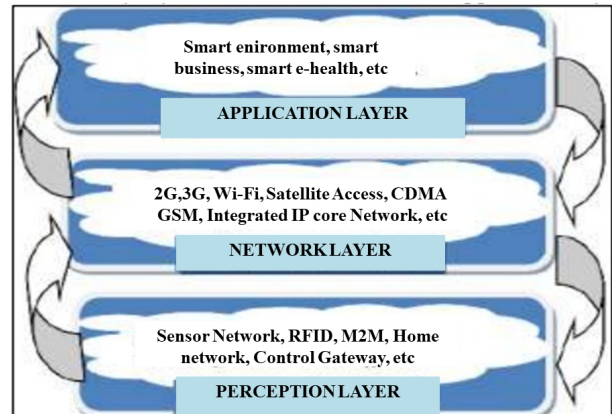 Smart enironment, smart
business, smart e-health, etc
APPLICATION LAYER
2G,3G, Wi-Fi, Satellite Access, CDMA
GSM, Integrated IP core Network, etc
NETWORK LAYER
Sensor Network, RFID, M2M, Home
network, Control Gateway, etc
PERCEPTION LAYER